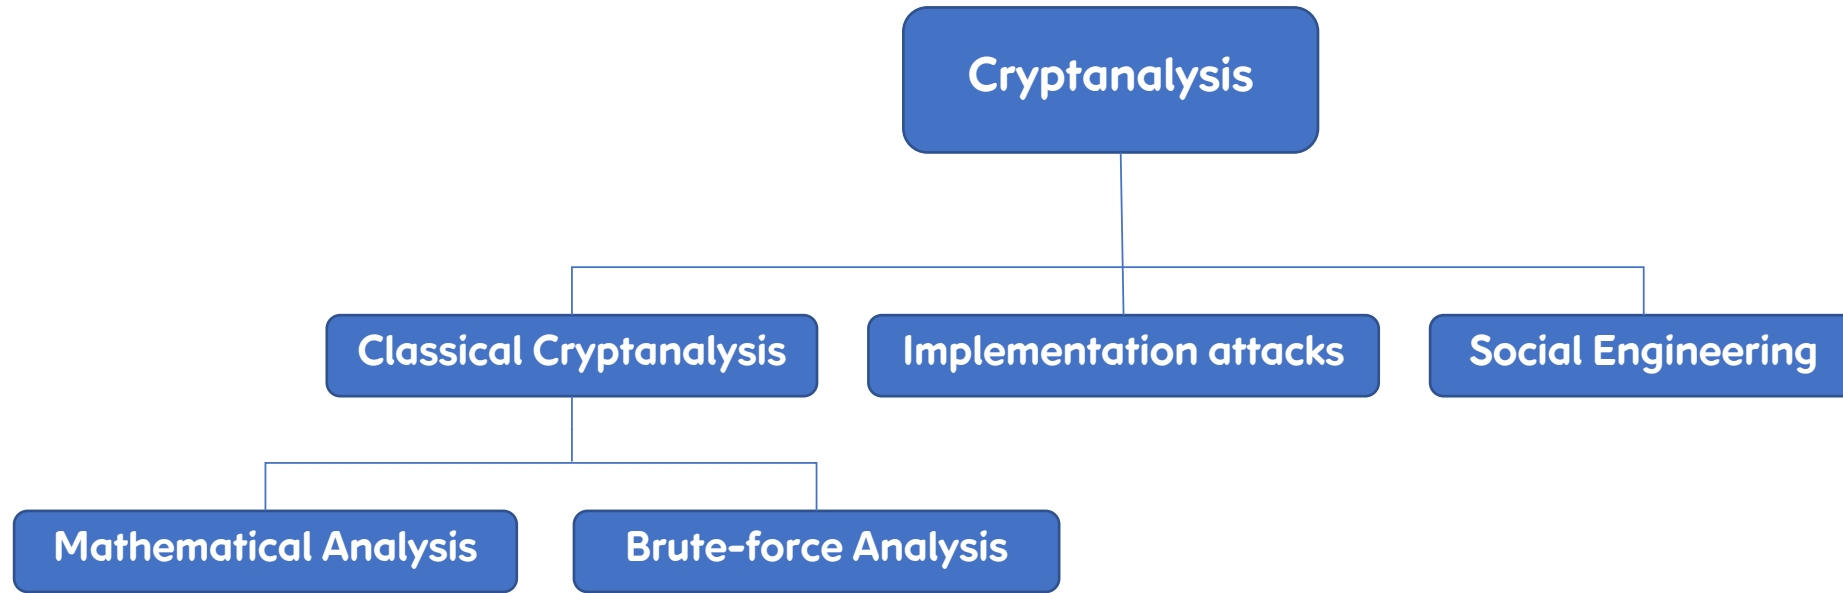 Cryptanalysis
Classical Cryptanalysis
Implementation attacks
Social Engineering
Mathematical Analysis
Brute-force Analysis